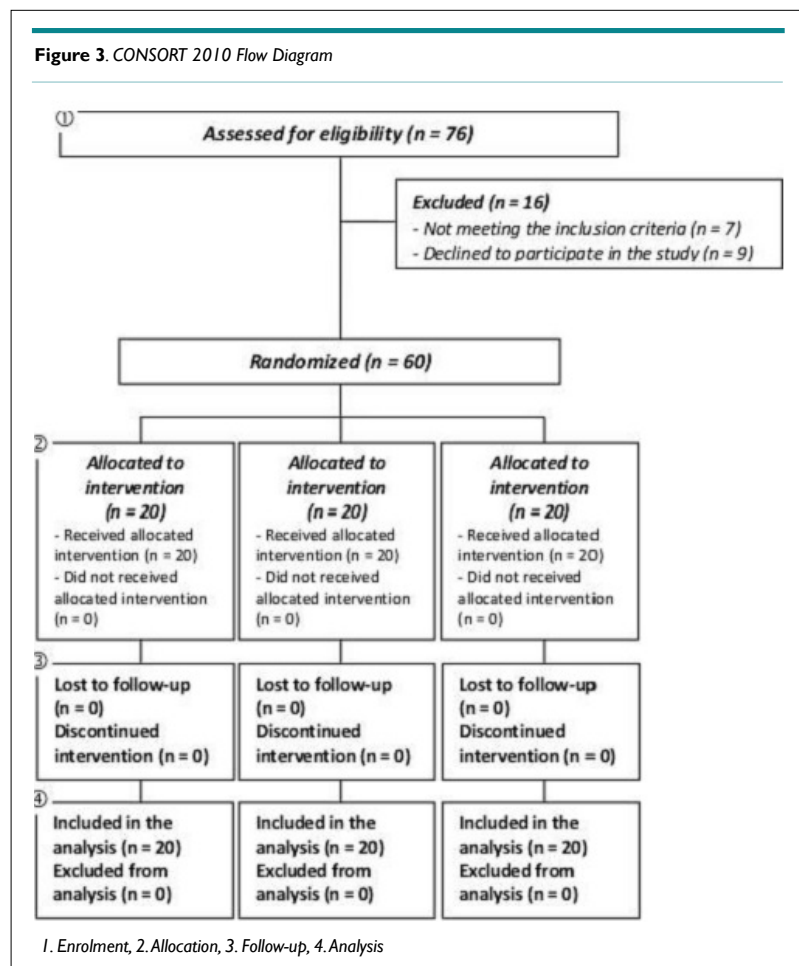 Figure 3. CONSORT 2010 Flow Diagram
①
Assessed for eligibility (n = 76)
Excluded (n = 16)
- Not meeting the inclusion criteria (n = 7)
- Declined to participate in the study (n = 9)
Randomized (n = 60)
②
Allocated to
intervention
(n = 20)
- Received allocated
intervention (n = 20)
- Did not received
allocated intervention
(n = 0)
Allocated to
intervention
(n = 20)
- Received allocated
intervention (n = 20)
- Did not received
allocated intervention
(n = 0)
Allocated to
intervention
(n = 20)
- Received allocated
intervention (n = 20)
- Did not received
allocated intervention
(n = 0)
③
Lost to follow-up
(n = 0)
Discontinued
intervention (n = 0)
Lost to follow-up
(n = 0)
Discontinued
intervention (n = 0)
Lost to follow-up
(n = 0)
Discontinued
intervention (n = 0)
④
Included in the
analysis (n = 20)
Excluded from
analysis (n = 0)
Included in the
analysis (n = 20)
Excluded from
analysis (n = 0)
Included in the
analysis (n = 20)
Excluded from
analysis (n = 0)
1. Enrolment, 2. Allocation, 3. Follow-up, 4. Analysis